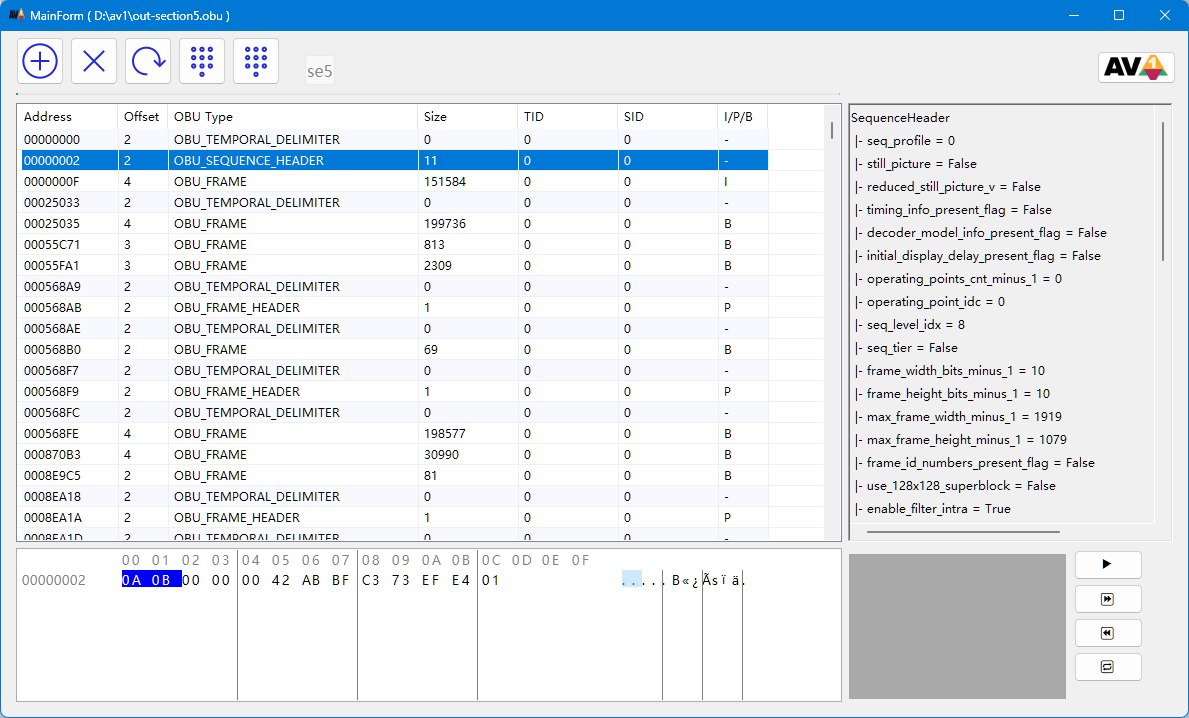 MainForm ( D:\av1\out-section5.obu )
se5
AV1
Address Offset OBU Type Size TID SID I/P/B
00000000 2 OBU_TEMPORAL_DELIMITER 0 0 0 -
00000002 2 OBU_SEQUENCE_HEADER 11 0 0 -
0000000F 4 OBU_FRAME 151584 0 0 I
00025033 2 OBU_TEMPORAL_DELIMITER 0 0 0 -
00025035 4 OBU_FRAME 199736 0 0 B
00055C71 3 OBU_FRAME 813 0 0 B
00055FA1 3 OBU_FRAME 2309 0 0 B
000568A9 2 OBU_TEMPORAL_DELIMITER 0 0 0 -
000568AB 2 OBU_FRAME_HEADER 1 0 0 P
000568AE 2 OBU_TEMPORAL_DELIMITER 0 0 0 -
000568B0 2 OBU_FRAME 69 0 0 B
000568F7 2 OBU_TEMPORAL_DELIMITER 0 0 0 -
000568F9 2 OBU_FRAME_HEADER 1 0 0 P
000568FC 2 OBU_TEMPORAL_DELIMITER 0 0 0 -
000568FE 4 OBU_FRAME 198577 0 0 B
000870B3 4 OBU_FRAME 30990 0 0 B
0008E9C5 2 OBU_FRAME 81 0 0 B
0008EA18 2 OBU_TEMPORAL_DELIMITER 0 0 0 -
0008EA1A 2 OBU_FRAME_HEADER 1 0 0 P
0008EA1D 2 OBU_TEMPORAL_DELIMITER 0 0 0 -
SequenceHeader
|- seq_profile = 0
|- still_picture = False
|- reduced_still_picture_v = False
|- timing_info_present_flag = False
|- decoder_model_info_present_flag = False
|- initial_display_delay_present_flag = False
|- operating_points_cnt_minus_1 = 0
|- operating_point_idc = 0
|- seq_level_idx = 8
|- seq_tier = False
|- frame_width_bits_minus_1 = 10
|- frame_height_bits_minus_1 = 10
|- max_frame_width_minus_1 = 1919
|- max_frame_height_minus_1 = 1079
|- frame_id_numbers_present_flag = False
|- use_128x128_superblock = False
|- enable_filter_intra = True
00 01 02 03 04 05 06 07 08 09 0A 0B 0C 0D 0E 0F
00000002 0A 0B 00 00 00 42 AB BF C3 73 EF E4 01 .....B«¿Ãsïä.